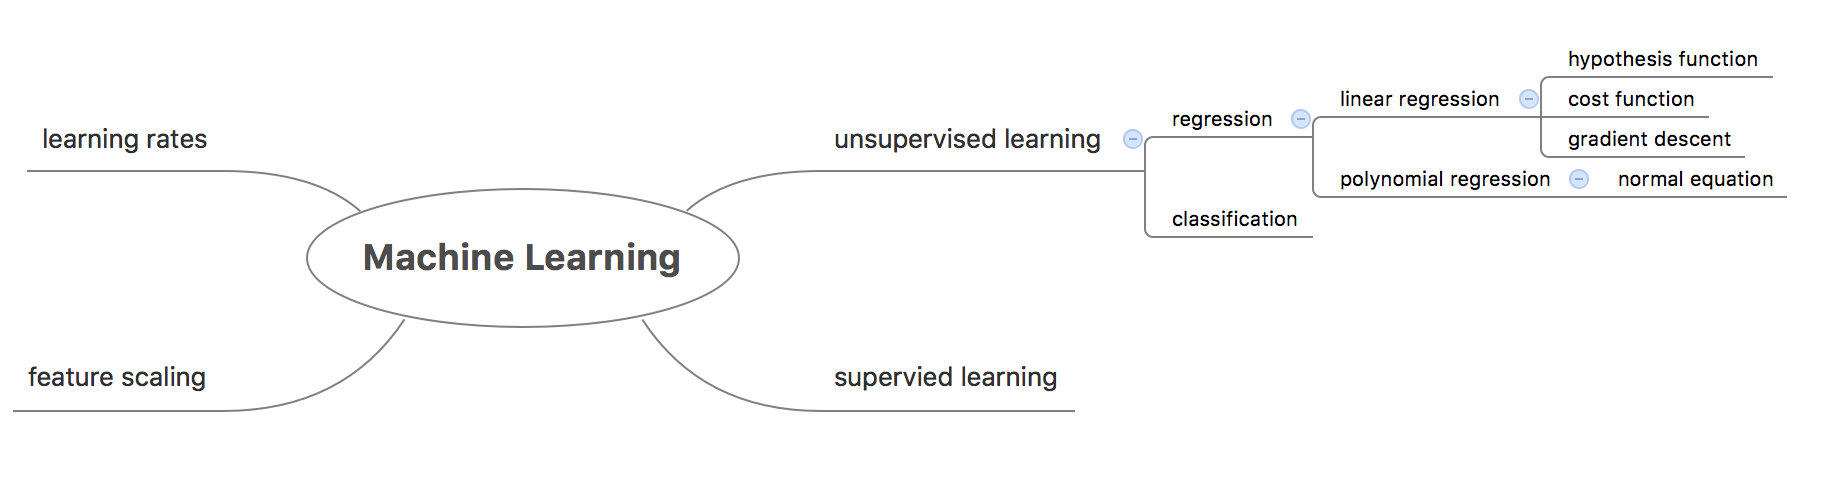 hypothesis function
linear regression
cost function
regression
learning rates
unsupervised learning
gradient descent
polynomial regression
normal equation
classification
Machine Learning
feature scaling
supervied learning